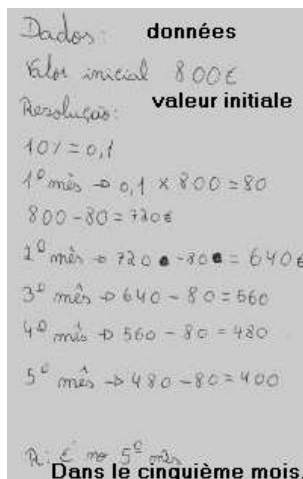 Dados: données
Valor inicial 800€
valeur initiale
Resolução:
10% = 0,1
1º mês → 0,1 × 800 = 80
800 - 80 = 720€
2º mês → 720 - 80 = 640€
3º mês → 640 - 80 = 560
4º mês → 560 - 80 = 480
5º mês → 480 - 80 = 400
R: É no 5º mês
Dans le cinquième mois.